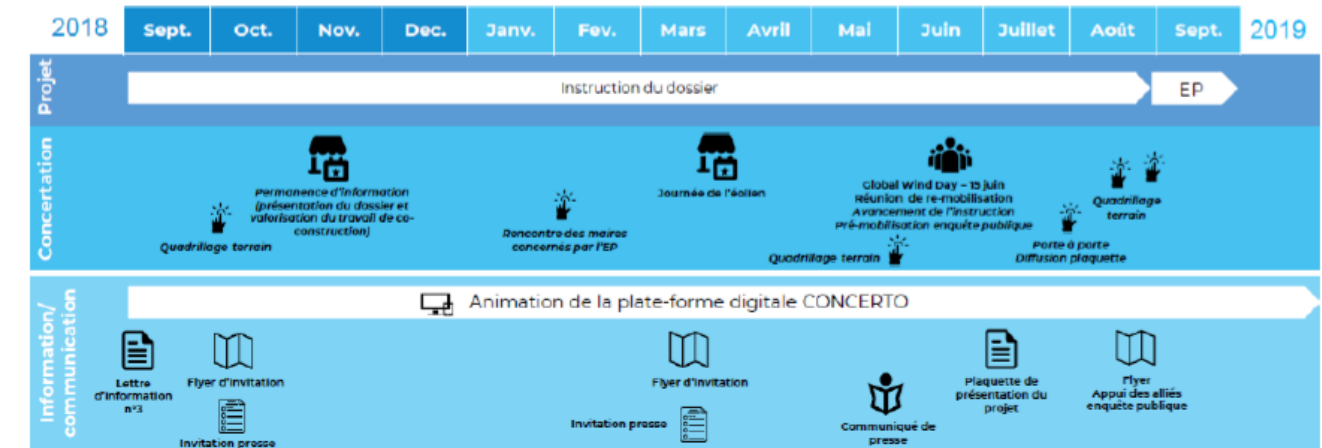 2018 Sept. Oct. Nov. Dec. Janv. Fev. Mars Avril Mai Juin Juillet Août Sept. 2019
Projet
Instruction du dossier
EP
Concertation
Quadrillage terrain
Permanence d'information
(présentation du dossier et
valorisation du travail de co-
construction)
Rencontre des maires
concernés par l'EP
Journée de l'éolien
Quadrillage terrain
Global Wind Day – 15 juin
Réunion de re-mobilisation
Avancement de l'instruction
Pré-mobilisation enquête publique
Porte à porte
Diffusion plaquette
Quadrillage
terrain
Information/
communication
Animation de la plate-forme digitale CONCERTO
Lettre
d'information
n°3
Flyer d'invitation
Invitation presse
Flyer d'invitation
Invitation presse
Communiqué de
presse
Plaquette de
présentation du
projet
Flyer
Appui des alliés
enquête publique